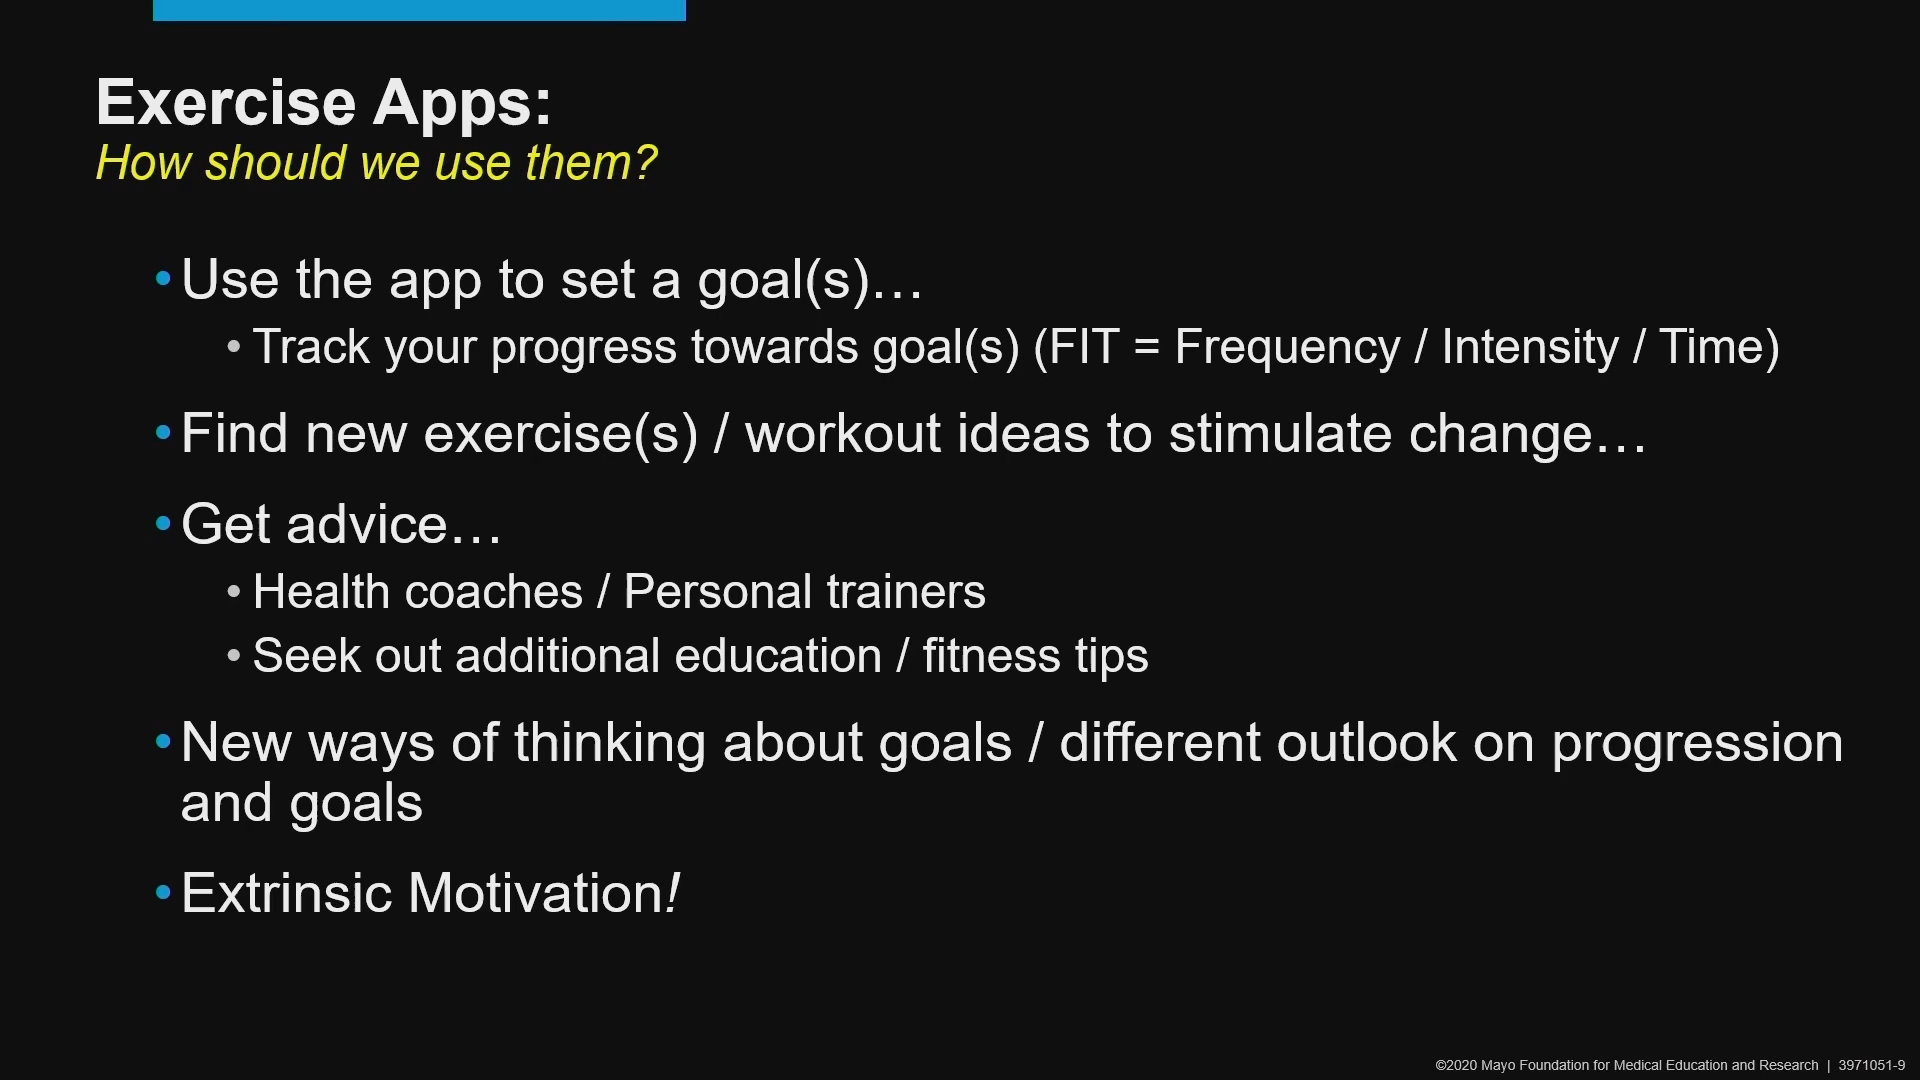 Exercise Apps:
How should we use them?
•Use the app to set a goal(s)…
•Track your progress towards goal(s) (FIT = Frequency / Intensity / Time)
•Find new exercise(s) / workout ideas to stimulate change…
•Get advice…
•Health coaches / Personal trainers
•Seek out additional education / fitness tips
•New ways of thinking about goals / different outlook on progression
and goals
•Extrinsic Motivation!
©2020 Mayo Foundation for Medical Education and Research | 3971051-9